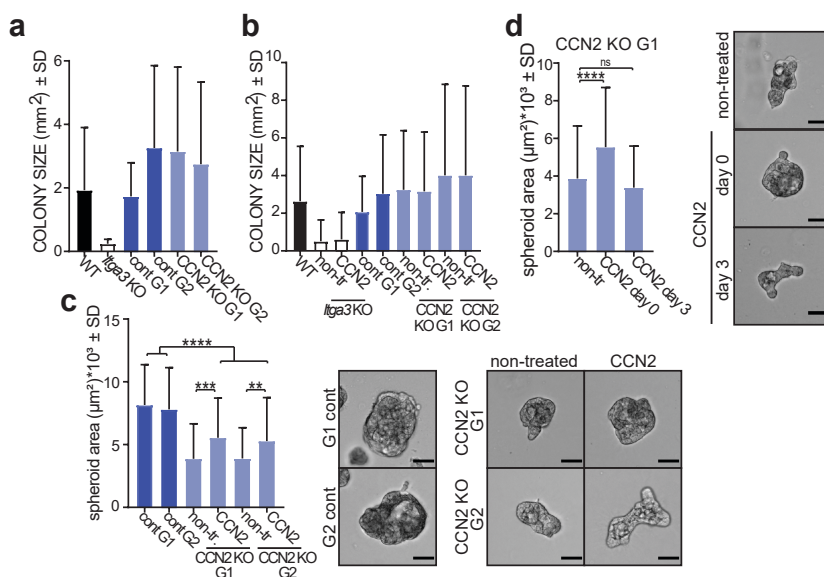 a
COLONY SIZE (mm²) ± SD
6
4
2
0
WT
Itga3 KO
cont G1
cont G2
CCN2 KO G1
CCN2 KO G2
b
COLONY SIZE (mm²) ± SD
10
8
6
4
2
0
WT
non-tr.
CCN2
cont G1
cont G2
non-tr.
CCN2
non-tr.
CCN2
Itga3 KO
CCN2
KO G1
CCN2
KO G2
d
CCN2 KO G1
spheroid area (µm²)*10³ ± SD
10
8
6
4
2
0
ns
****
non-tr
CCN2 day 0
CCN2 day 3
non-treated
CCN2
day 0
day 3
c
spheroid area (µm²)*10³ ± SD
15
10
5
0
****
***
**
cont G1
cont G2
non-tr.
CCN2
non-tr.
CCN2
CCN2 KO
G1
CCN2 KO
G2
G1 cont
G2 cont
non-treated
CCN2
CCN2 KO
G1
CCN2 KO
G2